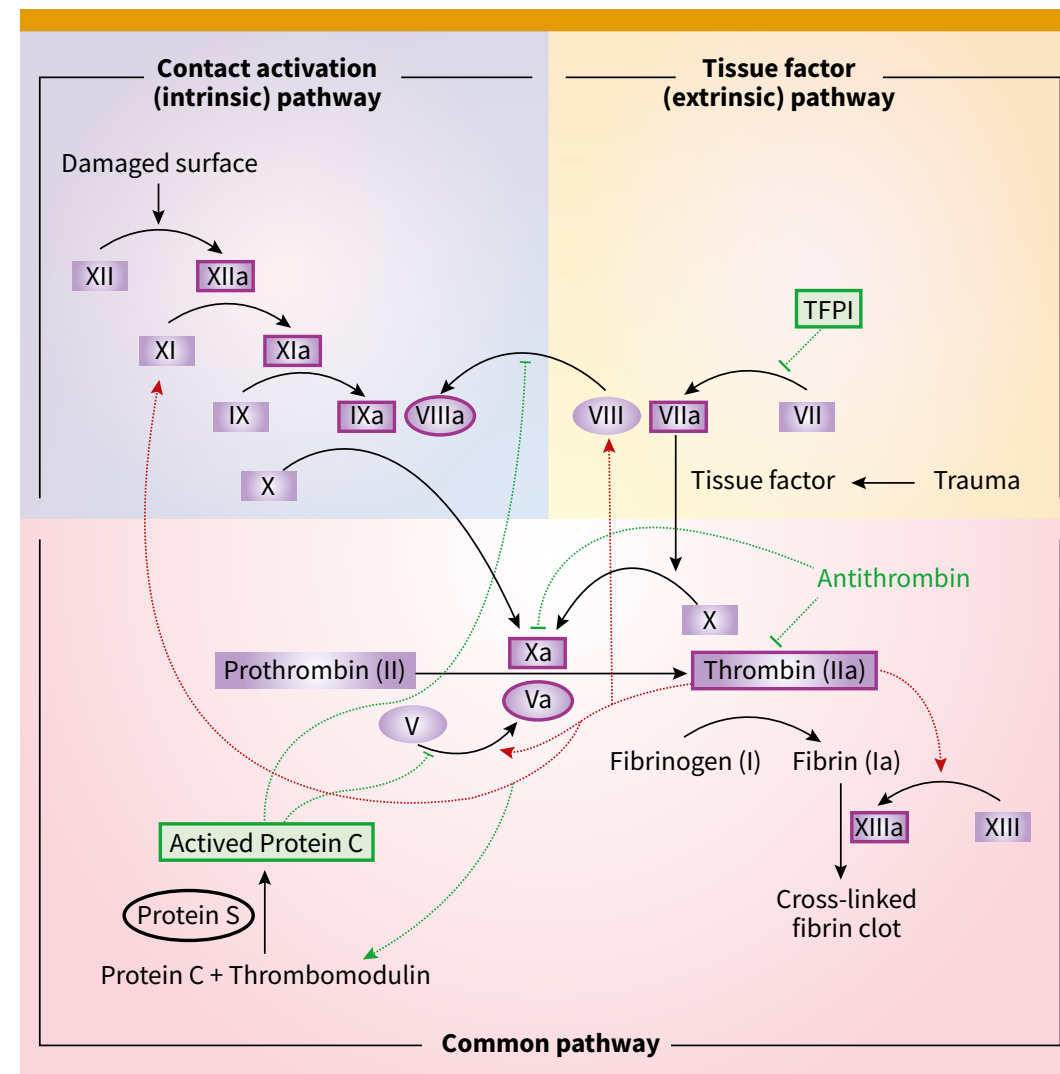 Contact activation
(intrinsic) pathway
Tissue factor
(extrinsic) pathway
Damaged surface
XII
XIIa
XI
XIa
IX
IXa
VIIIa
X
TFPI
VIII
VIIa
VII
Tissue factor
Trauma
Antithrombin
X
Xa
Prothrombin (II)
Thrombin (IIa)
Va
V
Fibrinogen (I)
Fibrin (Ia)
XIIIa
XIII
Actived Protein C
Protein S
Cross-linked
fibrin clot
Protein C + Thrombomodulin
Common pathway